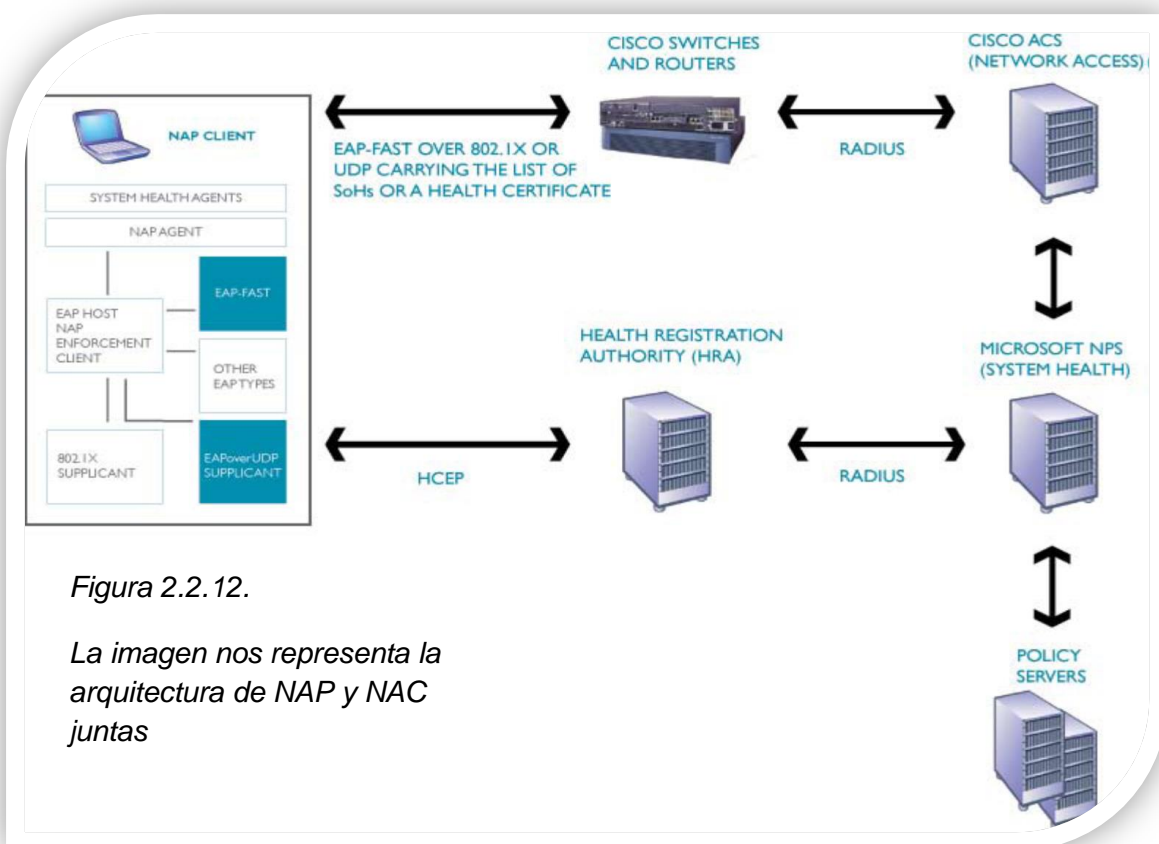 CISCO SWITCHES
AND ROUTERS
CISCO ACS
(NETWORK ACCESS)
NAP CLIENT
SYSTEM HEALTH AGENTS
NAP AGENT
EAP HOST
NAP
ENFORCEMENT
CLIENT
EAP-FAST
OTHER
EAP TYPES
802.1X
SUPPLICANT
EAPoverUDP
SUPPLICANT
EAP-FAST OVER 802.1X OR
UDP CARRYING THE LIST OF
SoHs OR A HEALTH CERTIFICATE
RADIUS
HEALTH REGISTRATION
AUTHORITY (HRA)
MICROSOFT NPS
(SYSTEM HEALTH)
HCEP
RADIUS
POLICY
SERVERS
Figura 2.2.12.
La imagen nos representa la
arquitectura de NAP y NAC
juntas